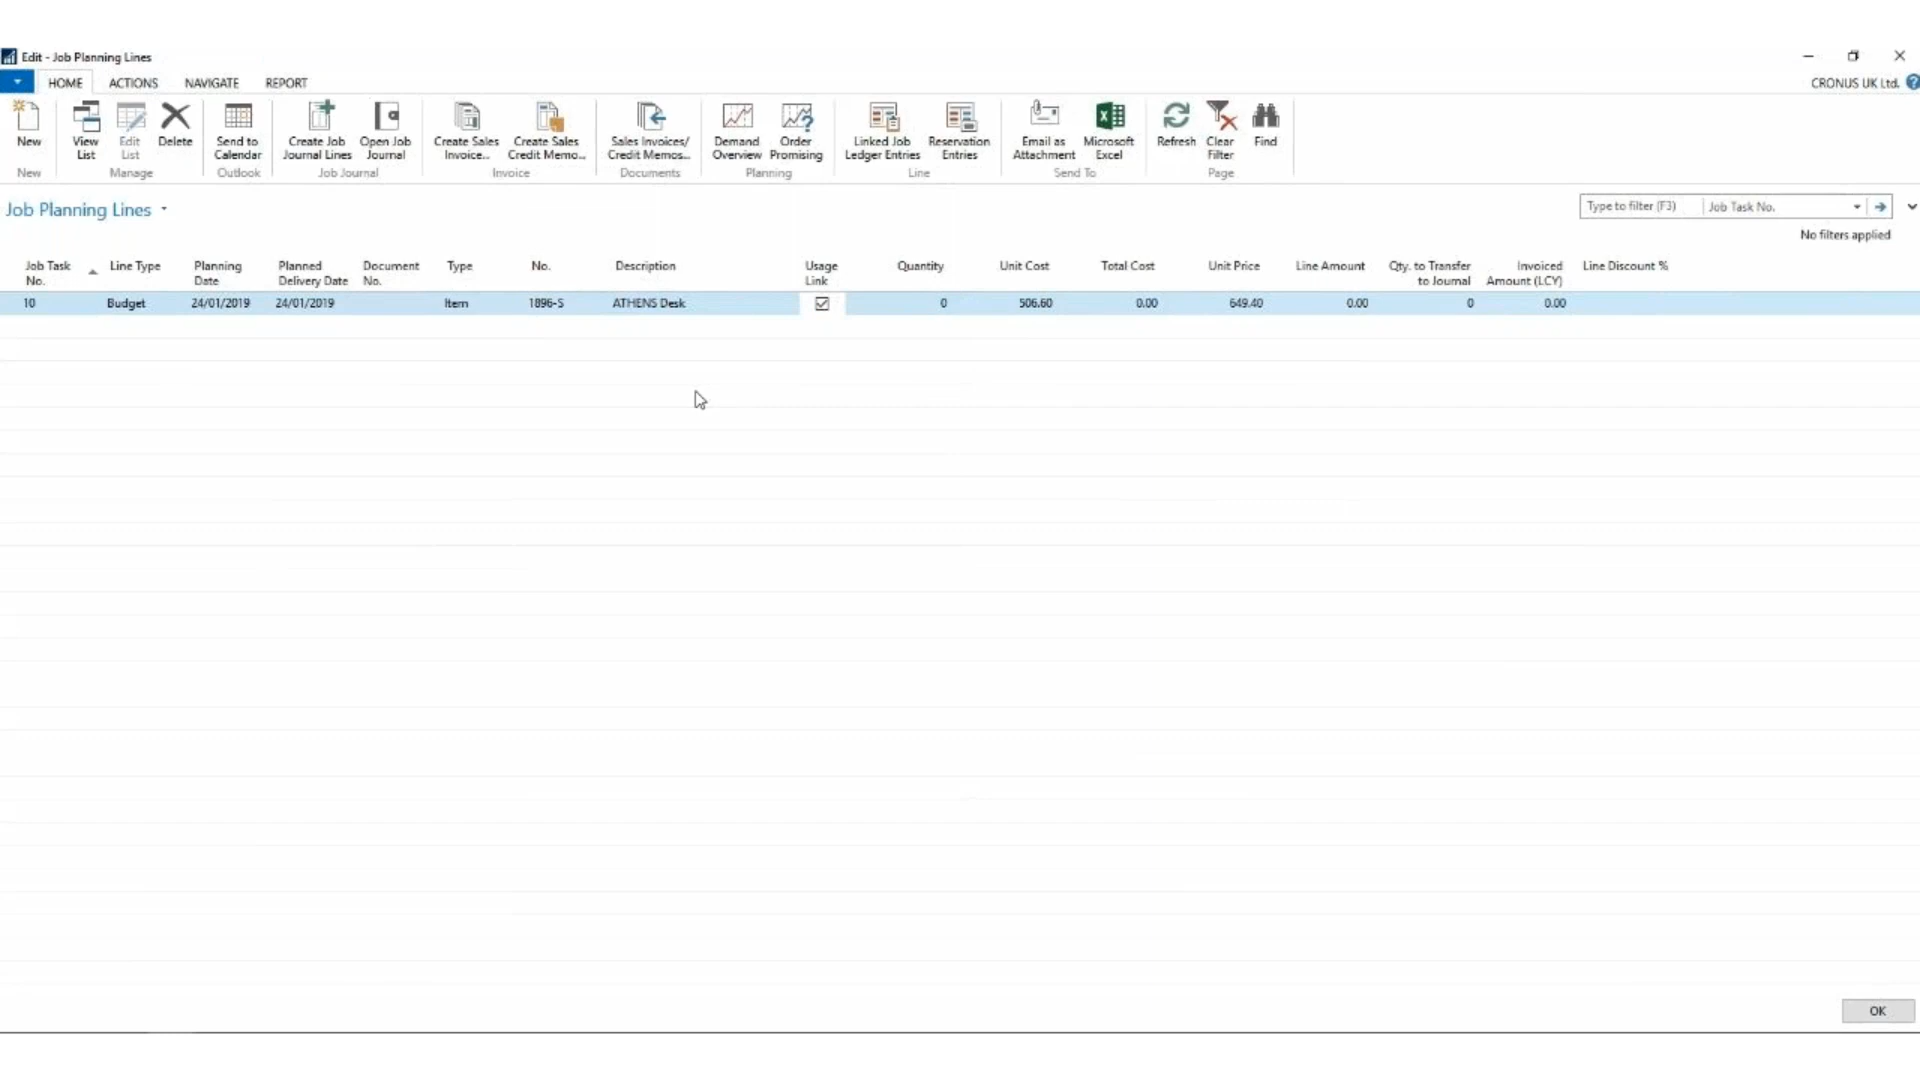 Edit - Job Planning Lines
HOME ACTIONS NAVIGATE REPORT CRONUS UK Ltd. ?
New View List Edit List Delete Send to Calendar Create Job Journal Lines Open Job Journal Create Sales Invoice... Create Sales Credit Memo... Sales Invoices/ Credit Memos... Demand Overview Order Promising Linked Job Ledger Entries Reservation Entries Email as Attachment Microsoft Excel Refresh Clear Filter Find
New Manage Outlook Job Journal Invoice Documents Planning Line Send To Page
Job Planning Lines Type to filter (F3) Job Task No.
No filters applied
Job Task No. Line Type Planning Date Planned Delivery Date Document No. Type No. Description Usage Link Quantity Unit Cost Total Cost Unit Price Line Amount Qty. to Transfer to Journal Invoiced Amount (LCY) Line Discount %
10 Budget 24/01/2019 24/01/2019 Item 1896-S ATHENS Desk 0 506.60 0.00 649.40 0.00 0 0.00
OK